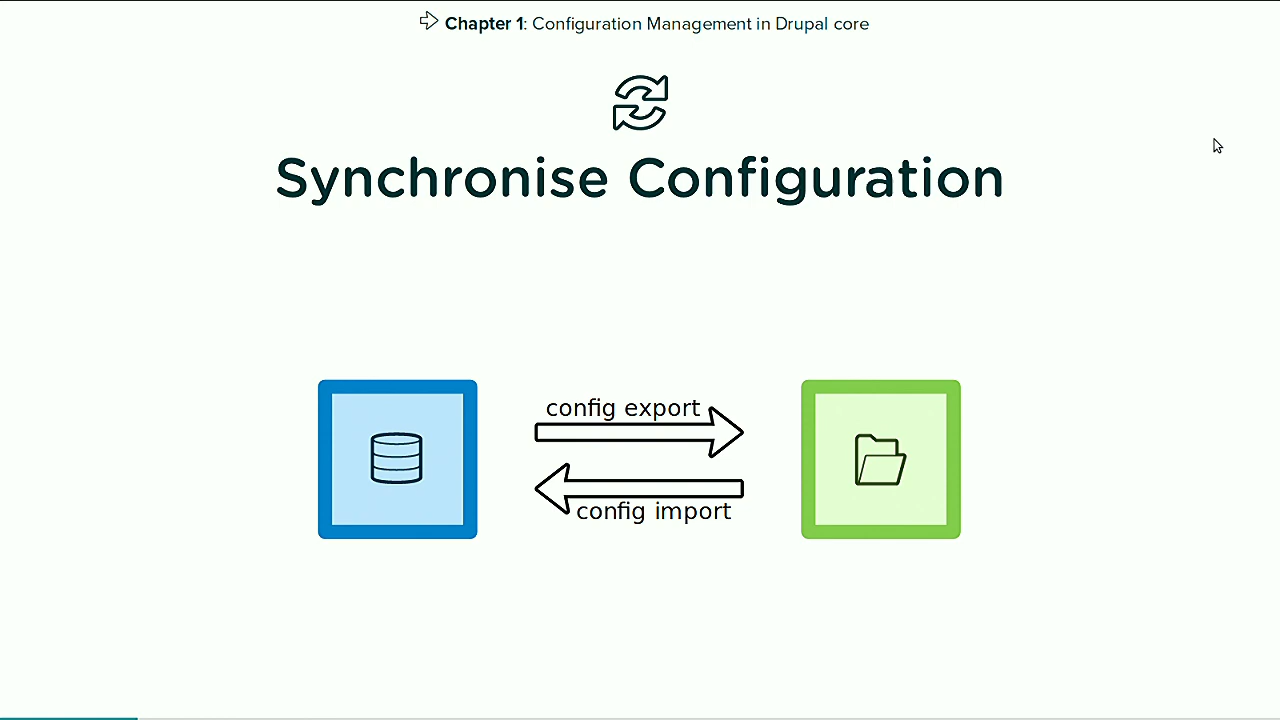 Chapter 1: Configuration Management in Drupal core
Synchronise Configuration
config export
config import